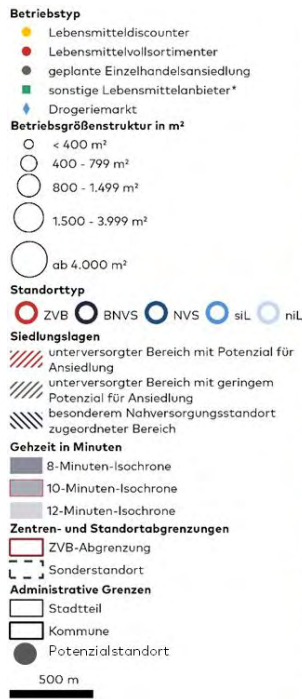 Betriebstyp
Lebensmitteldiscounter
Lebensmittelvollsortimenter
geplante Einzelhandelsansiedlung
sonstige Lebensmittelanbieter*
Drogeriemarkt
Betriebsgrößenstruktur in m²
< 400 m²
400 - 799 m²
800 - 1.499 m²
1.500 - 3.999 m²
ab 4.000 m²
Standorttyp
ZVB BNVS NVS siL niL
Siedlungslagen
unterversorgter Bereich mit Potenzial für
Ansiedlung
unterversorgter Bereich mit geringem
Potenzial für Ansiedlung
besonderem Nahversorgungsstandort
zugeordneter Bereich
Gehzeit in Minuten
8-Minuten-Isochrone
10-Minuten-Isochrone
12-Minuten-Isochrone
Zentren- und Standortabgrenzungen
ZVB-Abgrenzung
Sonderstandort
Administrative Grenzen
Stadtteil
Kommune
Potenzialstandort
500 m